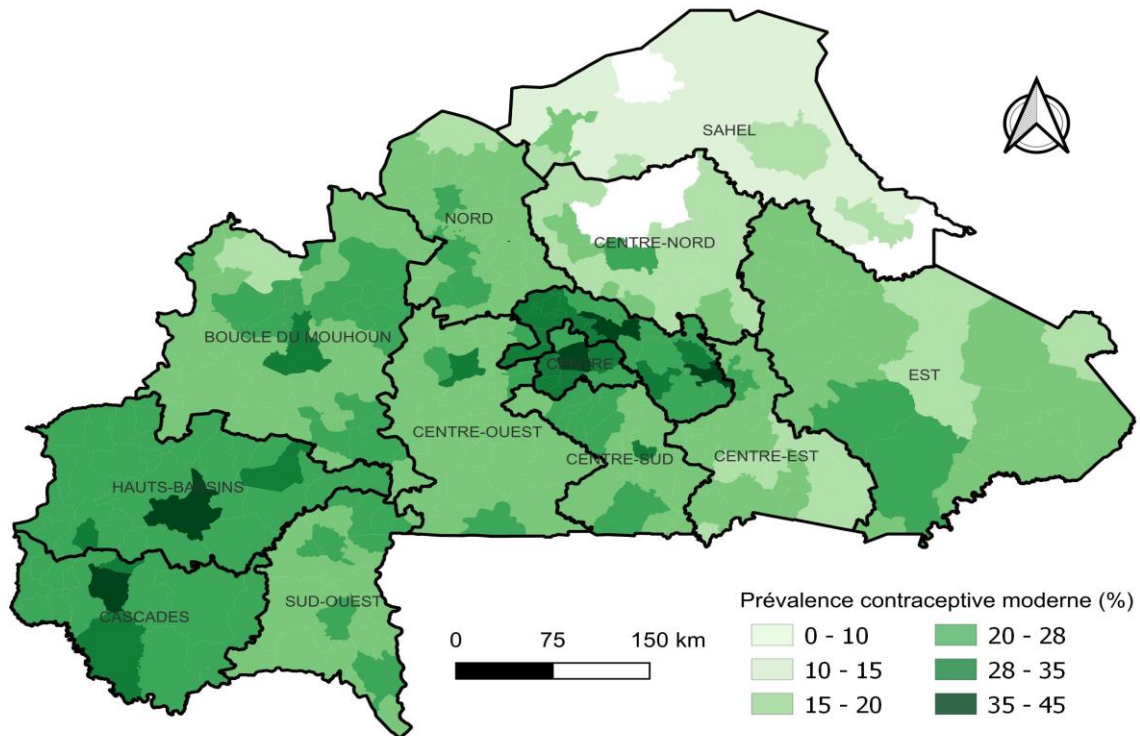 SAHEL
NORD
CENTRE-NORD
BOUCLE DU MOUHOUN
CENTRE
EST
CENTRE-OUEST
CENTRE-SUD
CENTRE-EST
HAUTS-BASSINS
SUD-OUEST
CASCADES
Prévalence contraceptive moderne (%)
0 - 10
20 - 28
10 - 15
28 - 35
15 - 20
35 - 45
0 75 150 km